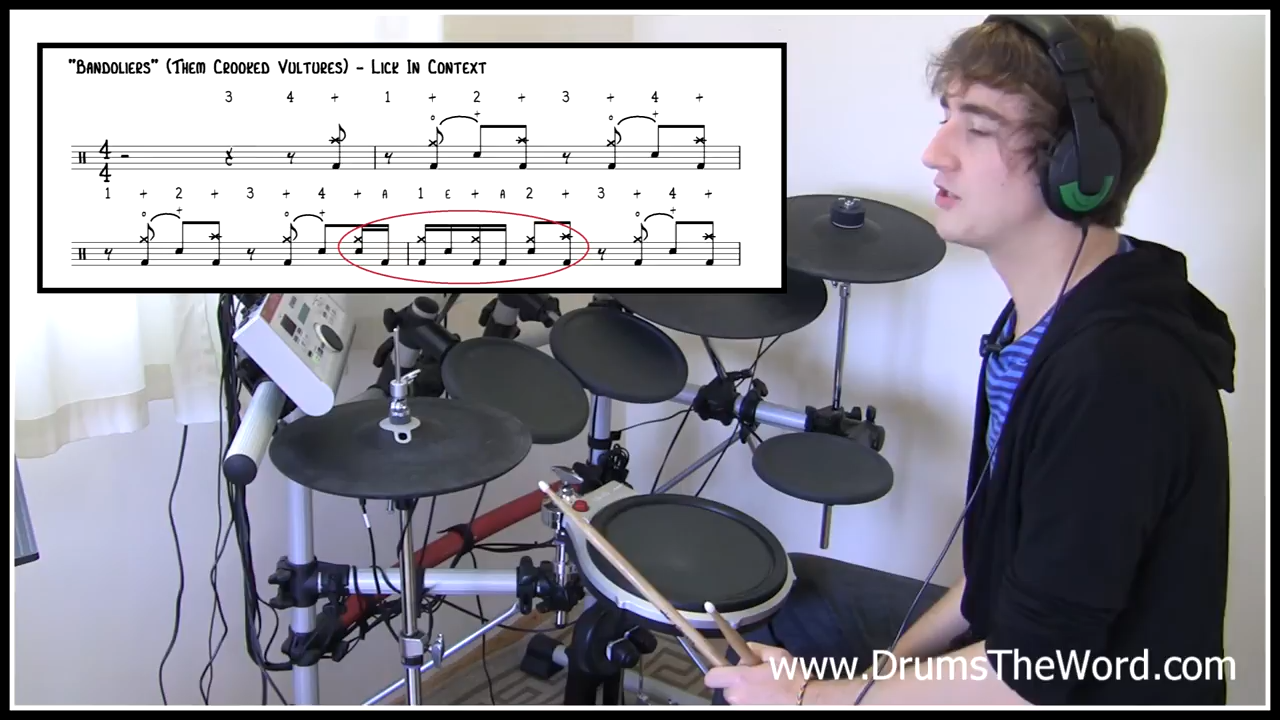 "Bandoliers" (Them Crooked Vultures) - Lick In Context
3 4 + 1 + 2 + 3 + 4 +
4
4
1 + 2 + 3 + 4 + A 1 E + A 2 + 3 + 4 +
www.DrumsTheWord.com